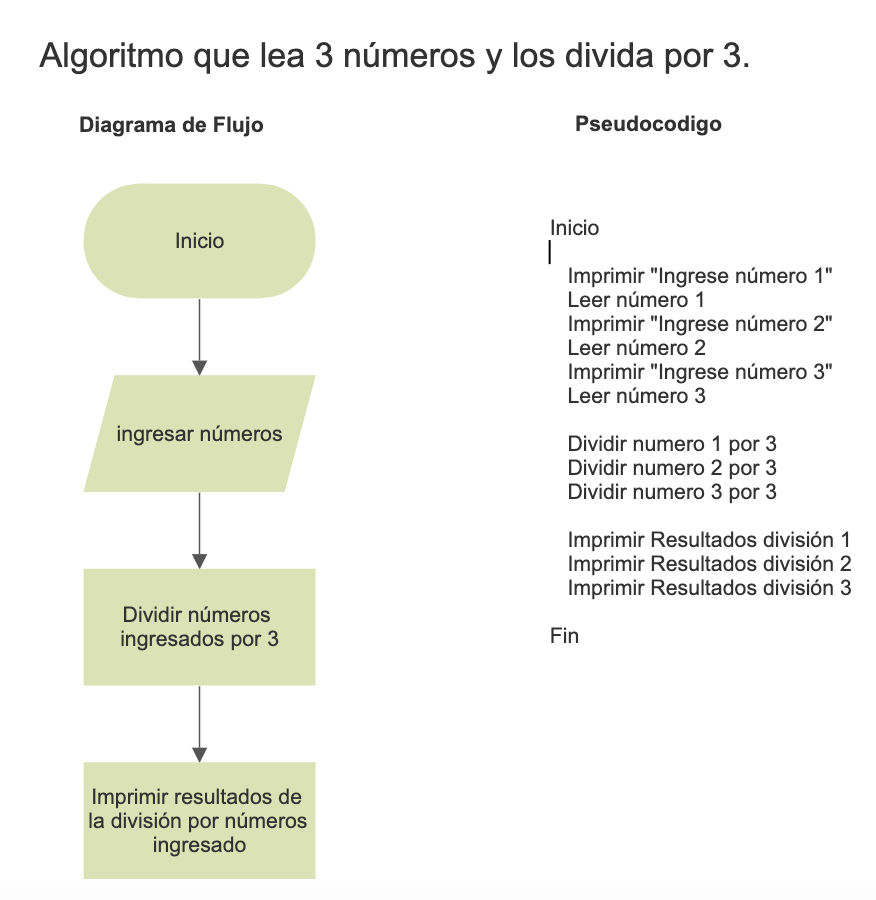 Algoritmo que lea 3 números y los divida por 3.
Diagrama de Flujo
Inicio
ingresar números
Dividir números
ingresados por 3
Imprimir resultados de
la división por números
ingresado
Pseudocodigo
Inicio
Imprimir "Ingrese número 1"
Leer número 1
Imprimir "Ingrese número 2"
Leer número 2
Imprimir "Ingrese número 3"
Leer número 3
Dividir numero 1 por 3
Dividir numero 2 por 3
Dividir numero 3 por 3
Imprimir Resultados división 1
Imprimir Resultados división 2
Imprimir Resultados división 3
Fin